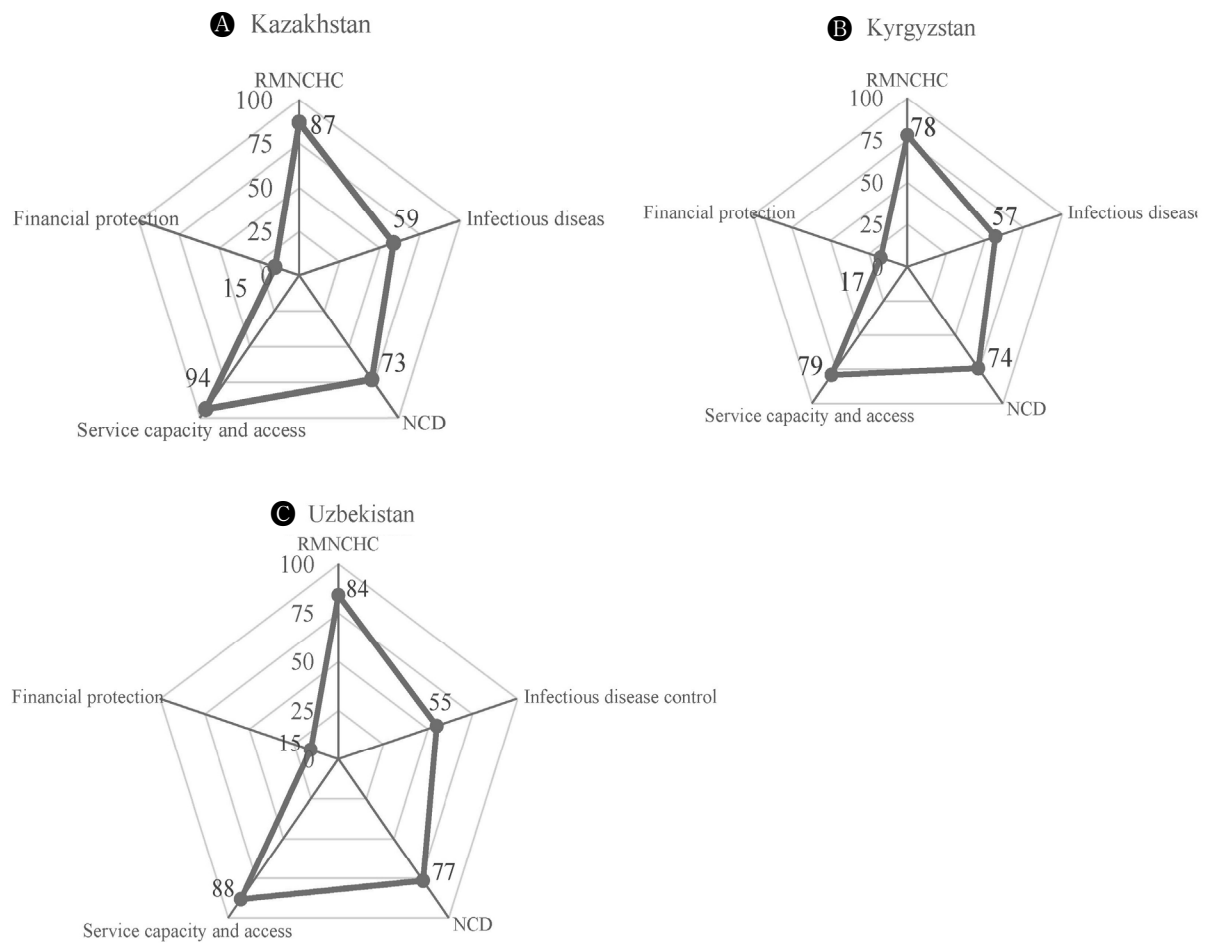 A Kazakhstan
RMNCHC
100
87
75
50
59
Financial protection
Infectious diseas
25
0
15
73
94
NCD
Service capacity and access
B Kyrgyzstan
RMNCHC
100
78
75
50
57
Financial protection
Infectious disease
25
0
17
79
74
NCD
Service capacity and access
C Uzbekistan
RMNCHC
100
84
75
50
55
Financial protection
Infectious disease control
25
15
0
77
88
NCD
Service capacity and access